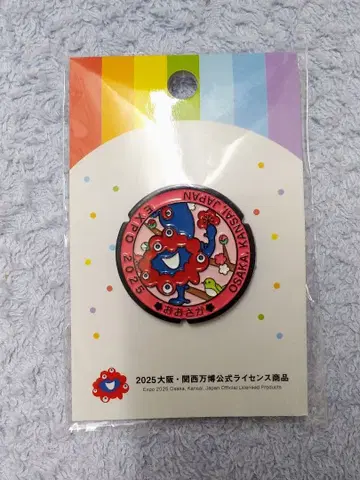 EXPO 2025
OSAKA, KANSAI, JAPAN
おおさか
2025大阪・関西万博公式ライセンス商品
Expo 2025 Osaka, Kansai, Japan Official Licensed Products